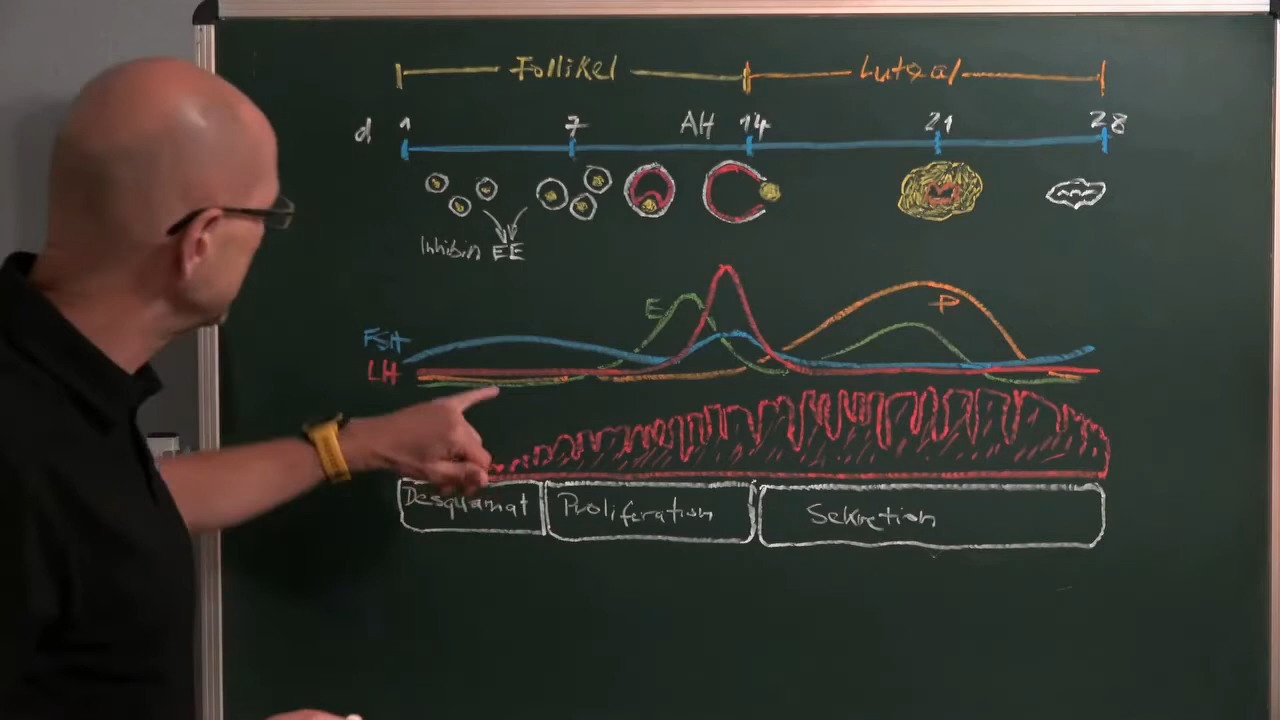 Follikel Luteal
d 1 7 AH 14 21 28
Inhibin EE
E P
FSH
LH
Desquamat Proliferation Sekretion